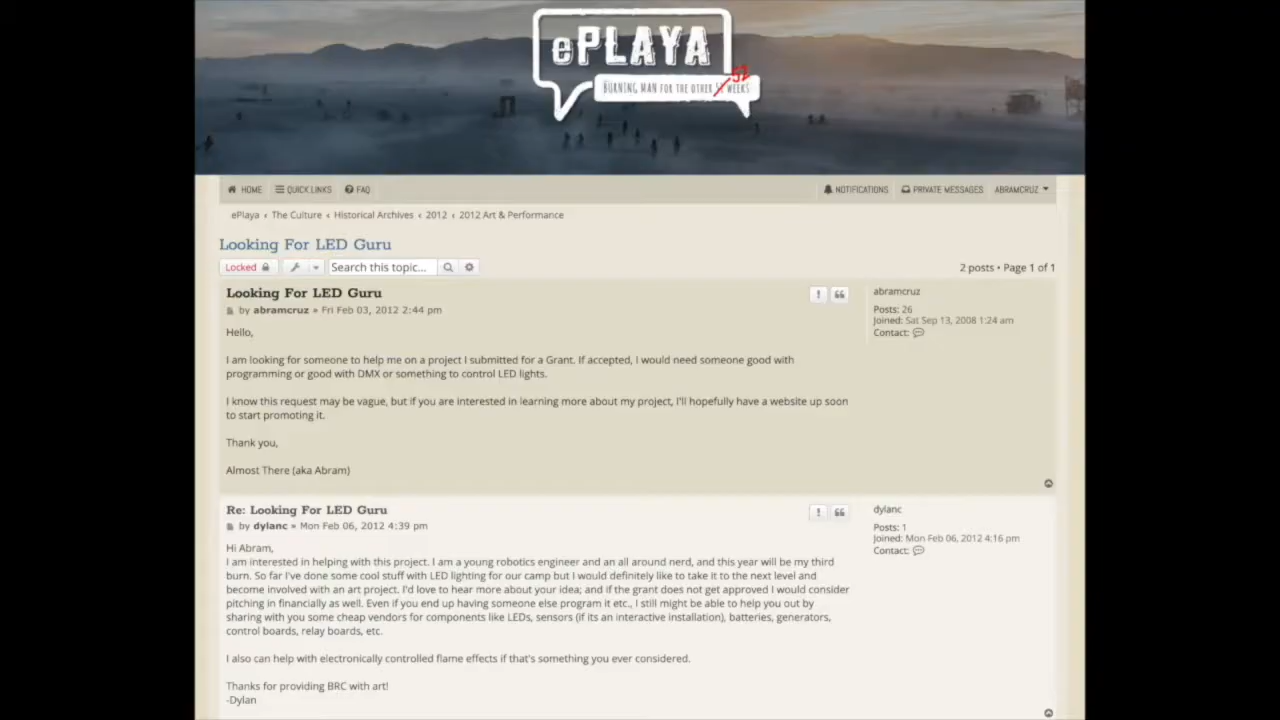 ePLAYA
BURNING MAN FOR THE OTHER 51 WEEKS
52
HOME QUICK LINKS FAQ NOTIFICATIONS PRIVATE MESSAGES ABRAMCRUZ
ePlaya ‹ The Culture ‹ Historical Archives ‹ 2012 ‹ 2012 Art & Performance
Looking For LED Guru
Locked Search this topic... 2 posts • Page 1 of 1
Looking For LED Guru
by abramcruz » Fri Feb 03, 2012 2:44 pm
Hello,
I am looking for someone to help me on a project I submitted for a Grant. If accepted, I would need someone good with
programming or good with DMX or something to control LED lights.
I know this request may be vague, but if you are interested in learning more about my project, I'll hopefully have a website up soon
to start promoting it.
Thank you,
Almost There (aka Abram)
abramcruz
Posts: 26
Joined: Sat Sep 13, 2008 1:24 am
Contact:
Re: Looking For LED Guru
by dylanc » Mon Feb 06, 2012 4:39 pm
Hi Abram,
I am interested in helping with this project. I am a young robotics engineer and an all around nerd, and this year will be my third
burn. So far I've done some cool stuff with LED lighting for our camp but I would definitely like to take it to the next level and
become involved with an art project. I'd love to hear more about your idea; and if the grant does not get approved I would consider
pitching in financially as well. Even if you end up having someone else program it etc., I still might be able to help you out by
sharing with you some cheap vendors for components like LEDs, sensors (if its an interactive installation), batteries, generators,
control boards, relay boards, etc.
I also can help with electronically controlled flame effects if that's something you ever considered.
Thanks for providing BRC with art!
-Dylan
dylanc
Posts: 1
Joined: Mon Feb 06, 2012 4:16 pm
Contact: